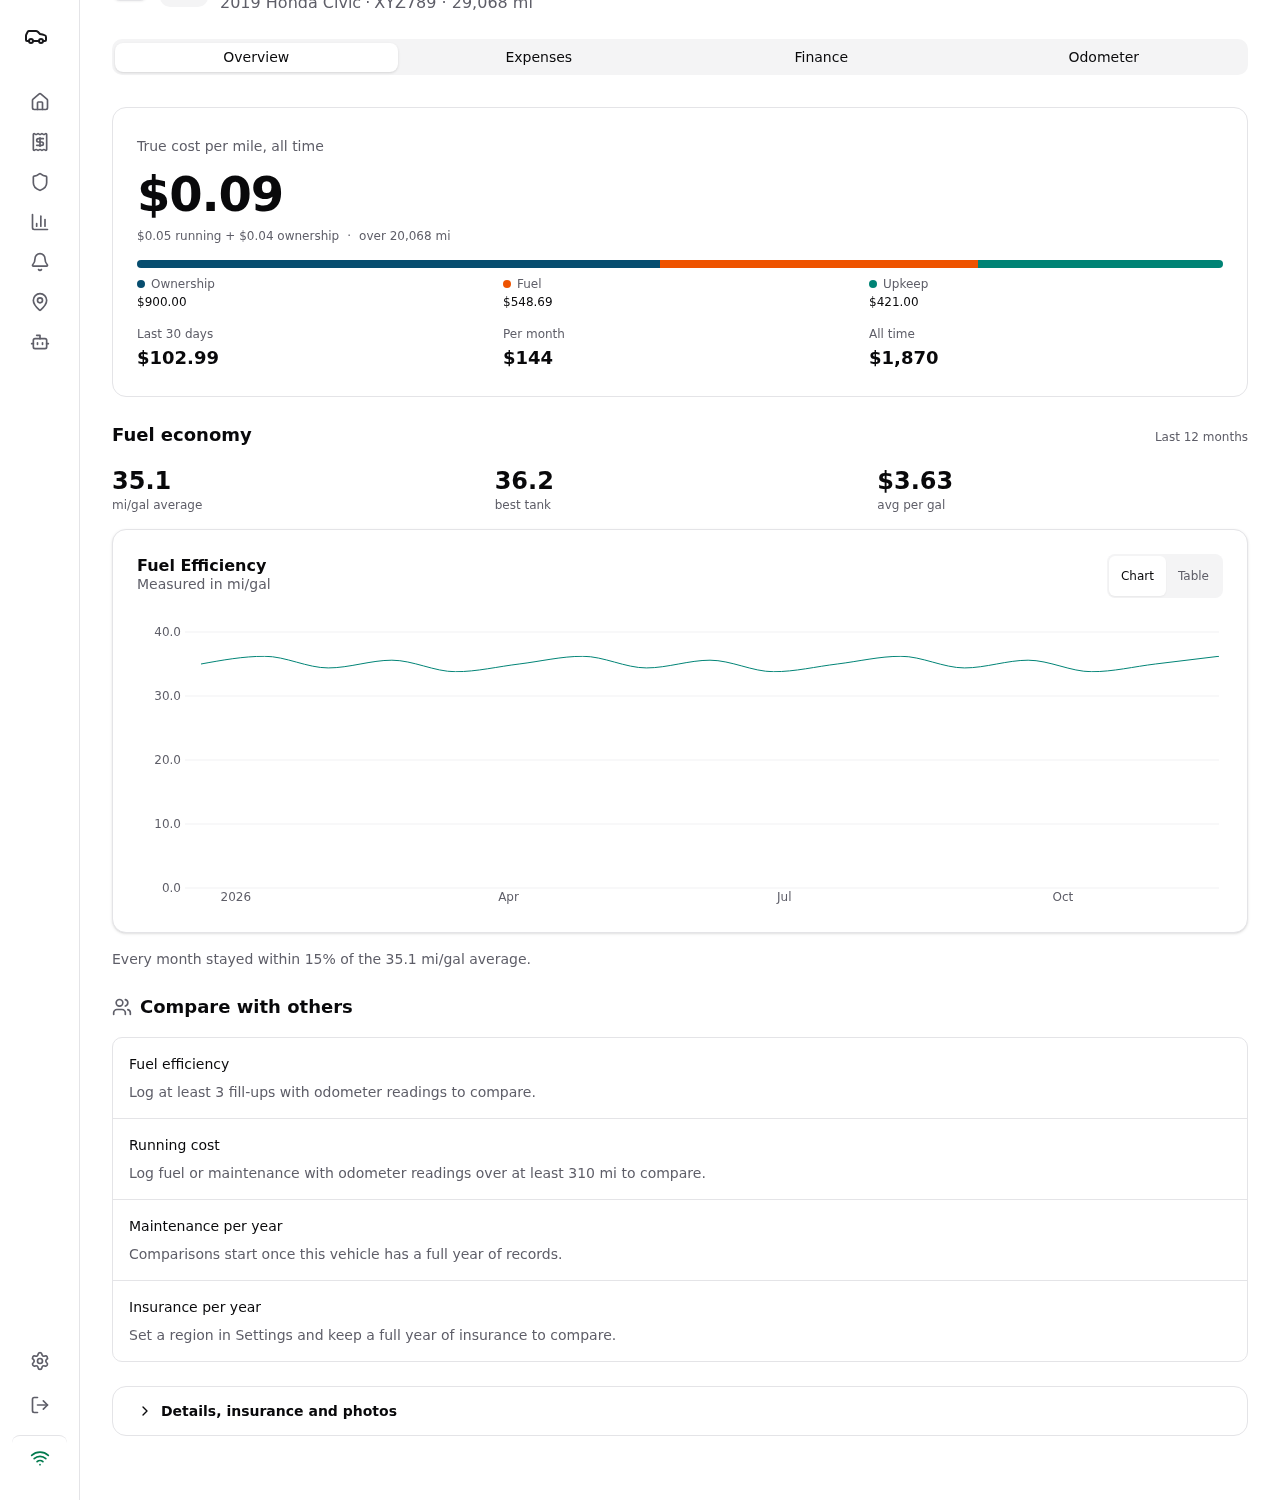 2019 Honda Civic · XYZ789 · 29,068 mi
Overview Expenses Finance Odometer
True cost per mile, all time
$0.09
$0.05 running + $0.04 ownership · over 20,068 mi
Ownership Fuel Upkeep
$900.00 $548.69 $421.00
Last 30 days Per month All time
$102.99 $144 $1,870
Fuel economy Last 12 months
35.1 36.2 $3.63
mi/gal average best tank avg per gal
Fuel Efficiency
Measured in mi/gal
Chart Table
40.0
30.0
20.0
10.0
0.0
2026 Apr Jul Oct
Every month stayed within 15% of the 35.1 mi/gal average.
Compare with others
Fuel efficiency
Log at least 3 fill-ups with odometer readings to compare.
Running cost
Log fuel or maintenance with odometer readings over at least 310 mi to compare.
Maintenance per year
Comparisons start once this vehicle has a full year of records.
Insurance per year
Set a region in Settings and keep a full year of insurance to compare.
Details, insurance and photos